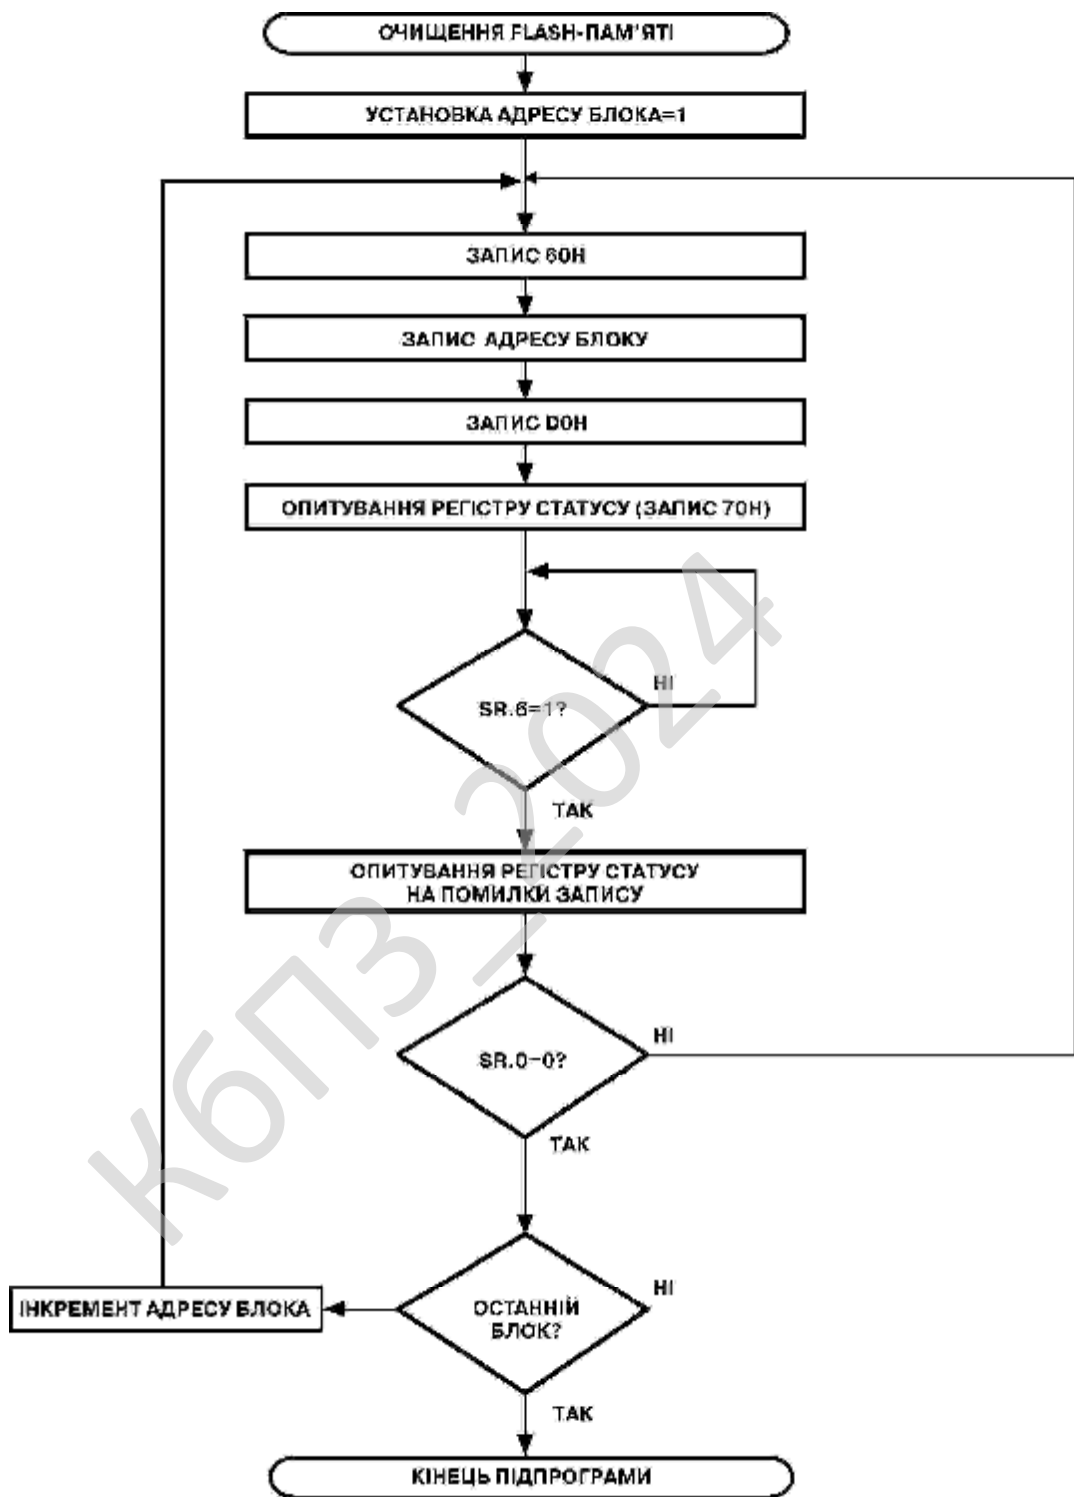 ОЧИЩЕННЯ FLASH-ПАМ'ЯТІ
УСТАНОВКА АДРЕСУ БЛОКА=1
ЗАПИС 60H
ЗАПИС АДРЕСУ БЛОКУ
ЗАПИС D0H
ОПИТУВАННЯ РЕГІСТРУ СТАТУСУ (ЗАПИС 70H)
НІ
SR.6=1?
ТАК
ОПИТУВАННЯ РЕГІСТРУ СТАТУСУ
НА ПОМИЛКИ ЗАПИСУ
НІ
SR.0=0?
ТАК
НІ
ІНКРЕМЕНТ АДРЕСУ БЛОКА
ОСТАННІЙ
БЛОК?
ТАК
КІНЕЦЬ ПІДПРОГРАМИ
КбПЗ_2024